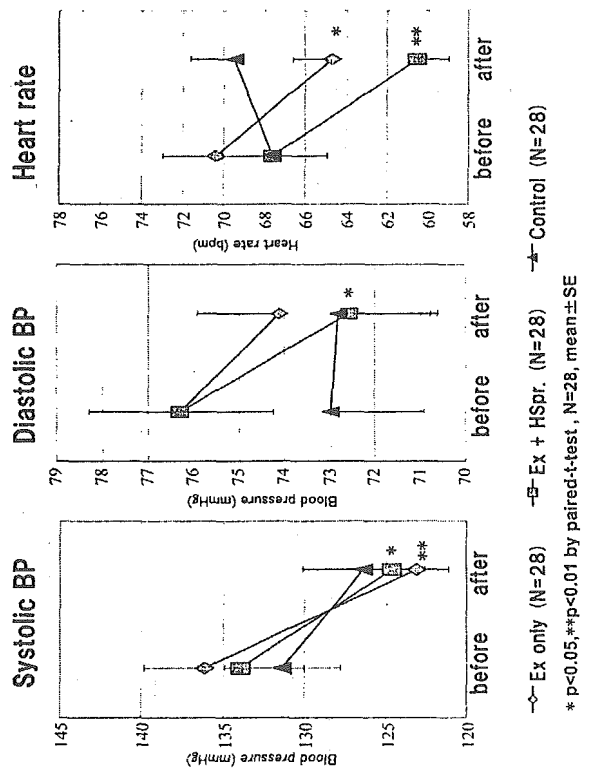 Systolic BP
Blood pressure (mmHg)
145
140
135
130
125
120
*
**
before after
Diastolic BP
Blood pressure (mmHg)
79
78
77
76
75
74
73
72
71
70
*
before after
Heart rate
Heart rate (bpm)
78
76
74
72
70
68
66
64
62
60
58
*
**
before after
Ex only (N=28) Ex + HSpr. (N=28) Control (N=28)
* p<0.05,**p<0.01 by paired-t-test, N=28, mean±SE